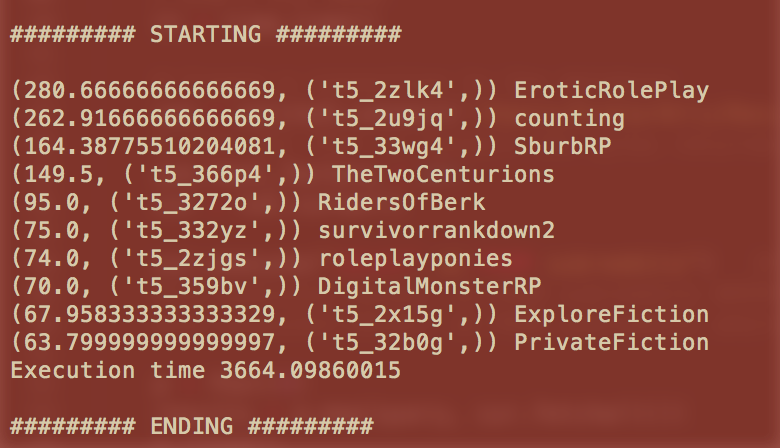 ######### STARTING #########
(280.66666666666669, ('t5_2zlk4',)) EroticRolePlay
(262.91666666666669, ('t5_2u9jq',)) counting
(164.38775510204081, ('t5_33wg4',)) SburbRP
(149.5, ('t5_366p4',)) TheTwoCenturions
(95.0, ('t5_3272o',)) RidersOfBerk
(75.0, ('t5_332yz',)) survivorrankdown2
(74.0, ('t5_2zjgs',)) roleplayponies
(70.0, ('t5_359bv',)) DigitalMonsterRP
(67.958333333333329, ('t5_2x15g',)) ExploreFiction
(63.799999999999997, ('t5_32b0g',)) PrivateFiction
Execution time 3664.09860015
######### ENDING #########